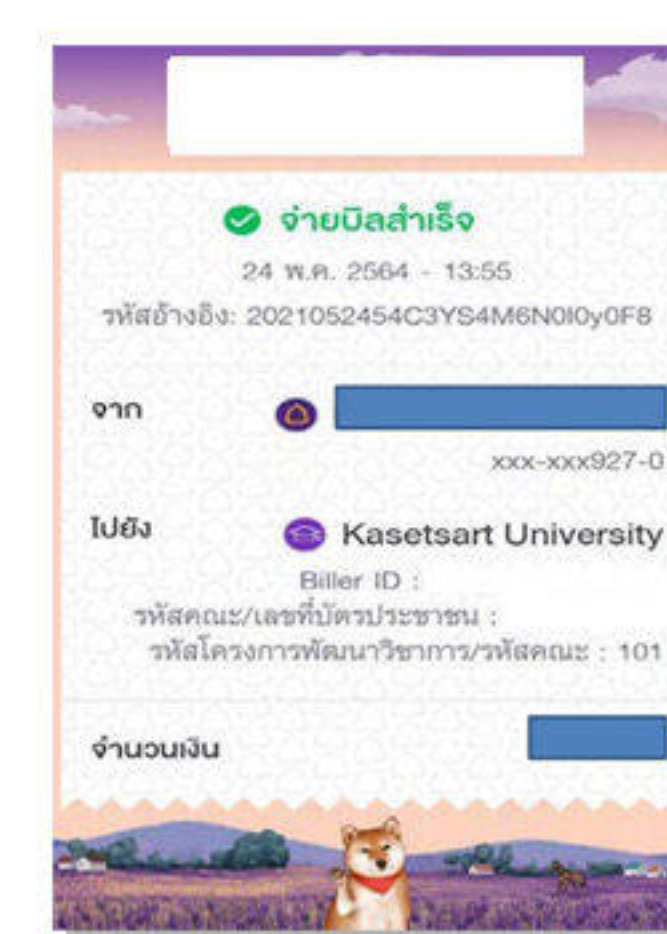 จ่ายบิลสำเร็จ
24 พ.ค. 2564 - 13:55
รหัสอ้างอิง: 2021052454C3YS4M6N0I0y0F8
จาก
xxx-xxx927-0
ไปยัง Kasetsart University
Biller ID :
รหัสคณะ/เลขที่บัตรประชาชน :
รหัสโครงการพัฒนาวิชาการ/รหัสคณะ : 101
จำนวนเงิน